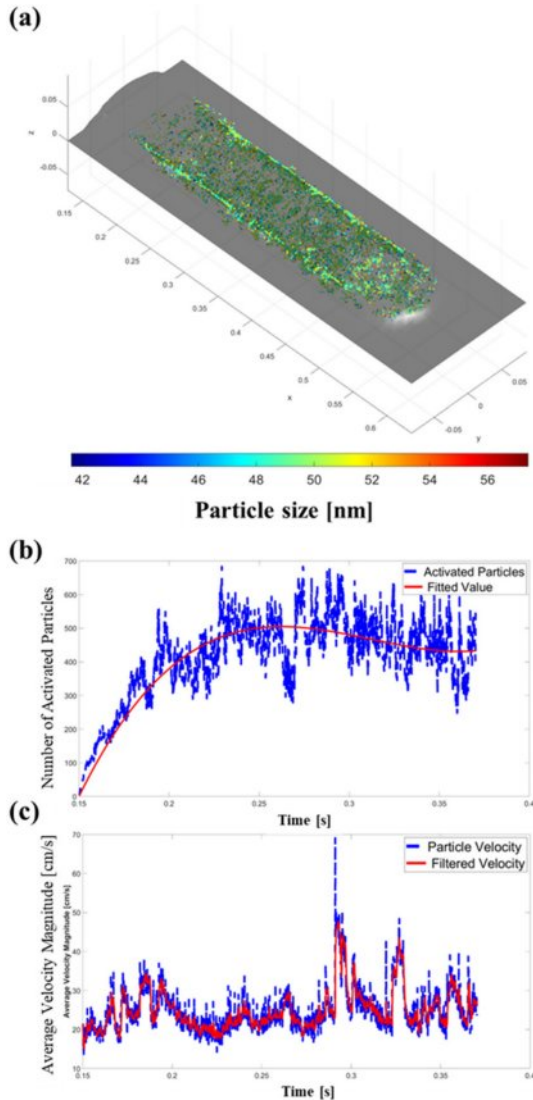 (a)
0.05
0
-0.05
z
0.15
0.2
0.25
0.3
0.35
0.4
0.45
0.5
0.55
0.6
x
0.05
0
-0.05
y
42 44 46 48 50 52 54 56
Particle size [nm]
(b)
700
600
500
400
300
200
100
0
Number of Activated Particles
Activated Particles
Fitted Value
0.15 0.2 0.25 0.3 0.35 0.4
Time [s]
(c)
70
60
50
40
30
20
10
Average Velocity Magnitude [cm/s]
Average Velocity Magnitude [cm/s]
Particle Velocity
Filtered Velocity
0.15 0.2 0.25 0.3 0.35 0.4
Time [s]